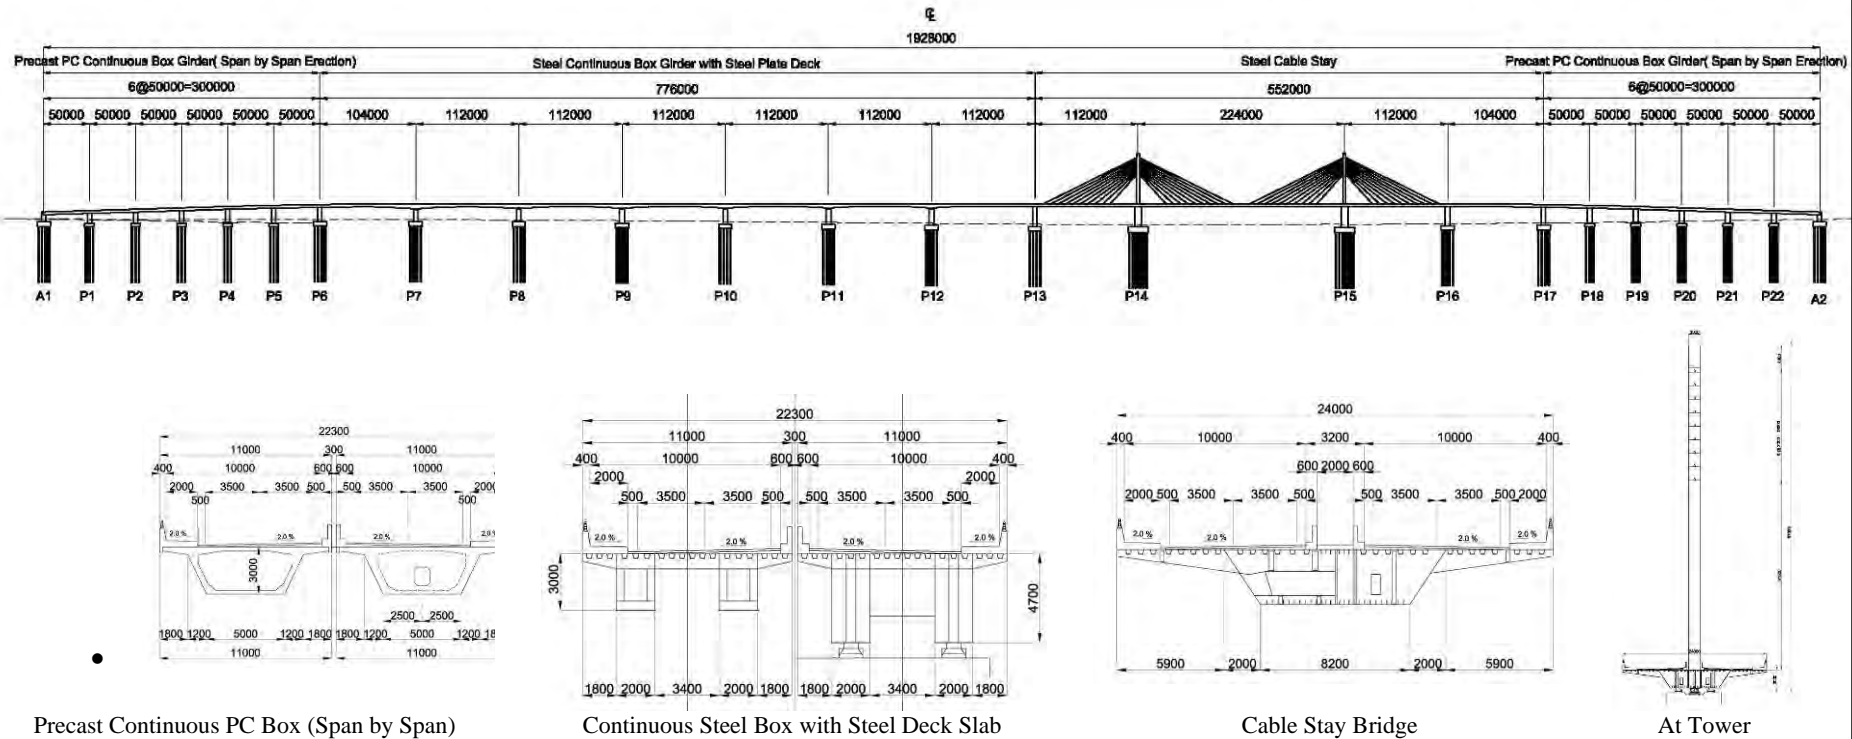 ℄
1928000
Precast PC Continuous Box Girder( Span by Span Erection) Steel Continuous Box Girder with Steel Plate Deck Steel Cable Stay Precast PC Continuous Box Girder( Span by Span Erection)
6@50000=300000 776000 552000 6@50000=300000
50000 50000 50000 50000 50000 50000 104000 112000 112000 112000 112000 112000 112000 112000 224000 112000 104000 50000 50000 50000 50000 50000 50000
A1 P1 P2 P3 P4 P5 P6 P7 P8 P9 P10 P11 P12 P13 P14 P15 P16 P17 P18 P19 P20 P21 P22 A2
22300
11000 300 11000
400 10000 600 600 10000
2000 3500 3500 500 500 3500 3500 2000
500 500
2.0 % 2.0 % 2.0 % 2.0 %
3000
2500 2500
1800 1200 5000 1200 1800 1800 1200 5000 1200
11000 11000
Precast Continuous PC Box (Span by Span)
22300
11000 300 11000
400 10000 600 600 10000 400
2000 2000
500 3500 3500 500 500 3500 3500 500
2.0 % 2.0 % 2.0 % 2.0 %
3000 4700
1800 2000 3400 2000 1800 1800 2000 3400 2000 1800
Continuous Steel Box with Steel Deck Slab
24000
400 10000 3200 10000 400
600 2000 600
2000 500 3500 3500 500 500 3500 3500 500 2000
2.0 % 2.0 % 2.0 % 2.0 %
5900 2000 8200 2000 5900
Cable Stay Bridge
At Tower